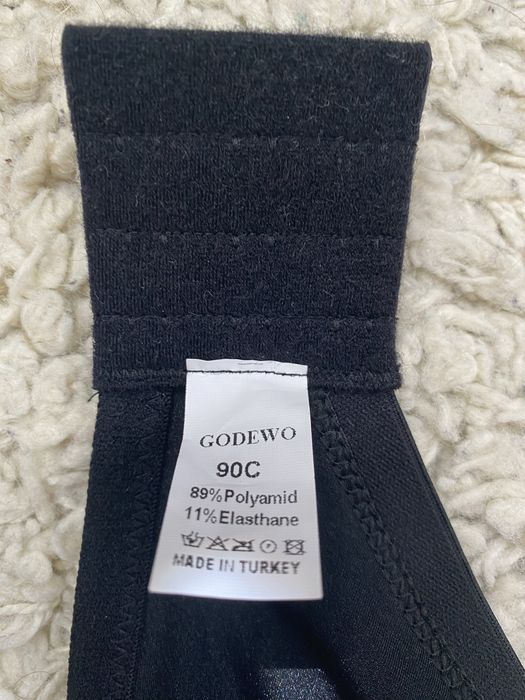 GODEWO
90C
89%Polyamid
11%Elasthane
MADE IN TURKEY